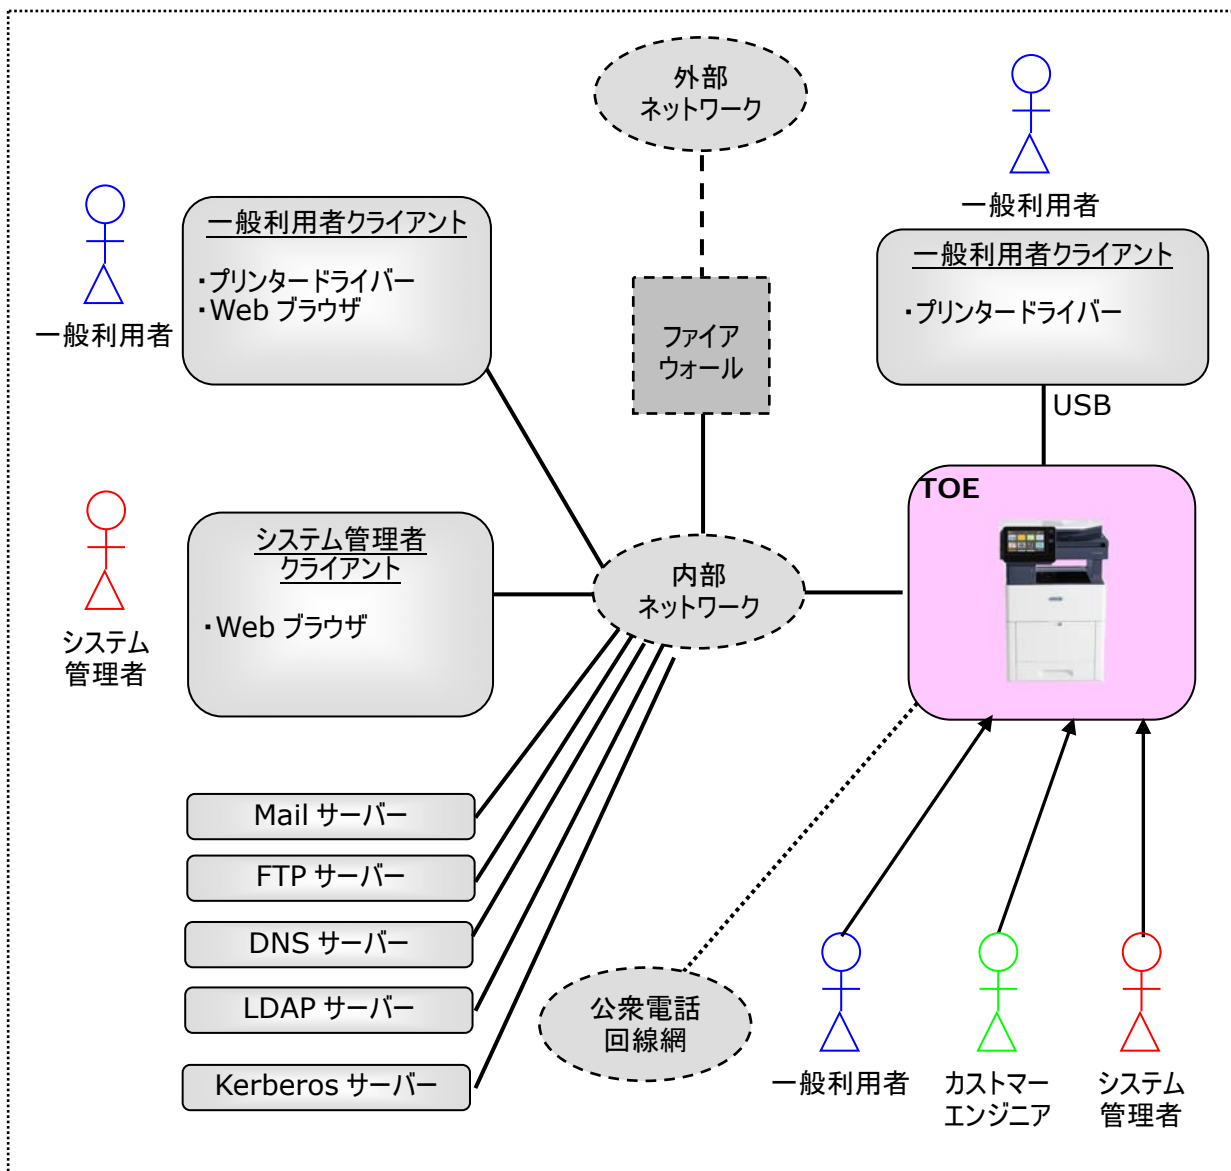 外部
ネットワーク
一般利用者
一般利用者クライアント
・プリンタードライバー
・Web ブラウザ
一般利用者
一般利用者クライアント
・プリンタードライバー
ファイア
ウォール
USB
TOE
システム管理者
クライアント
・Web ブラウザ
システム
管理者
内部
ネットワーク
Mail サーバー
FTP サーバー
DNS サーバー
LDAP サーバー
Kerberos サーバー
公衆電話
回線網
一般利用者
カストマー
エンジニア
システム
管理者